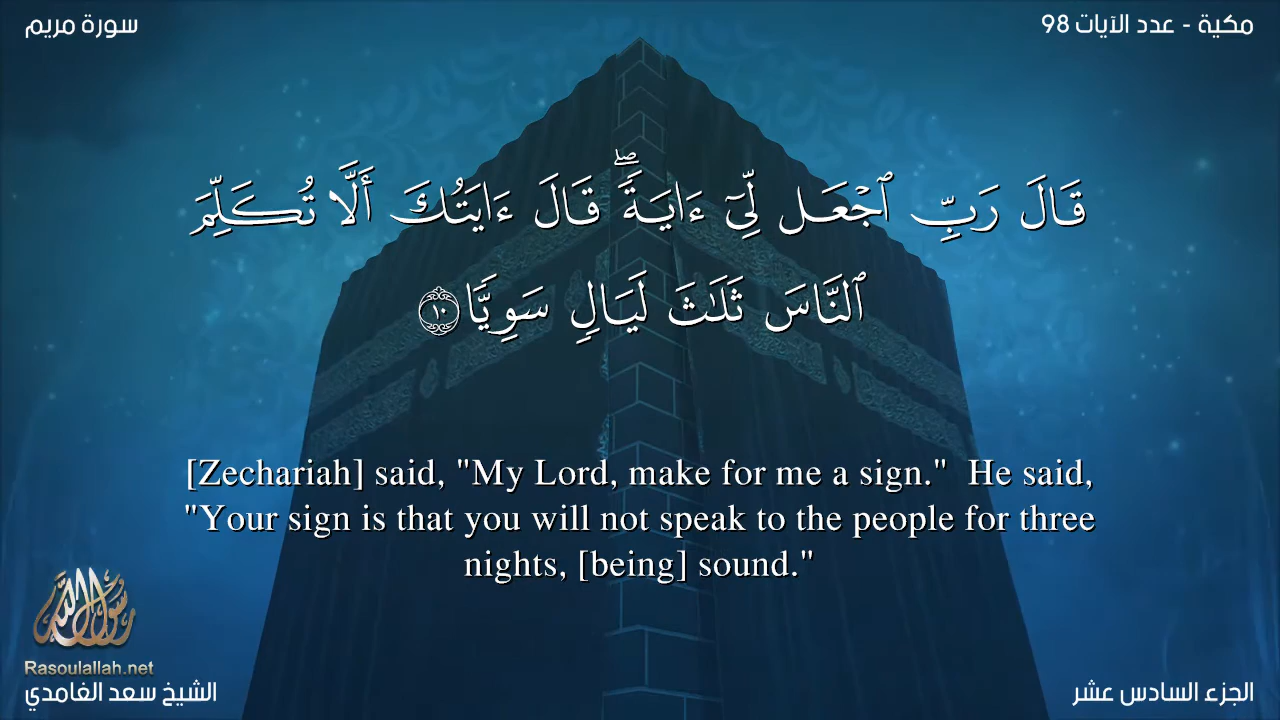 مكية - عدد الآيات 98
سورة مريم
قَالَ رَبِّ ٱجْعَل لِّىٓ ءَايَةًۖ قَالَ ءَايَتُكَ أَلَّا تُكَلِّمَ
ٱلنَّاسَ ثَلَٰثَ لَيَالٍ سَوِيًّا ١٠
[Zechariah] said, "My Lord, make for me a sign." He said,
"Your sign is that you will not speak to the people for three
nights, [being] sound."
رسول الله
Rasoulallah.net
الجزء السادس عشر
الشيخ سعد الغامدي